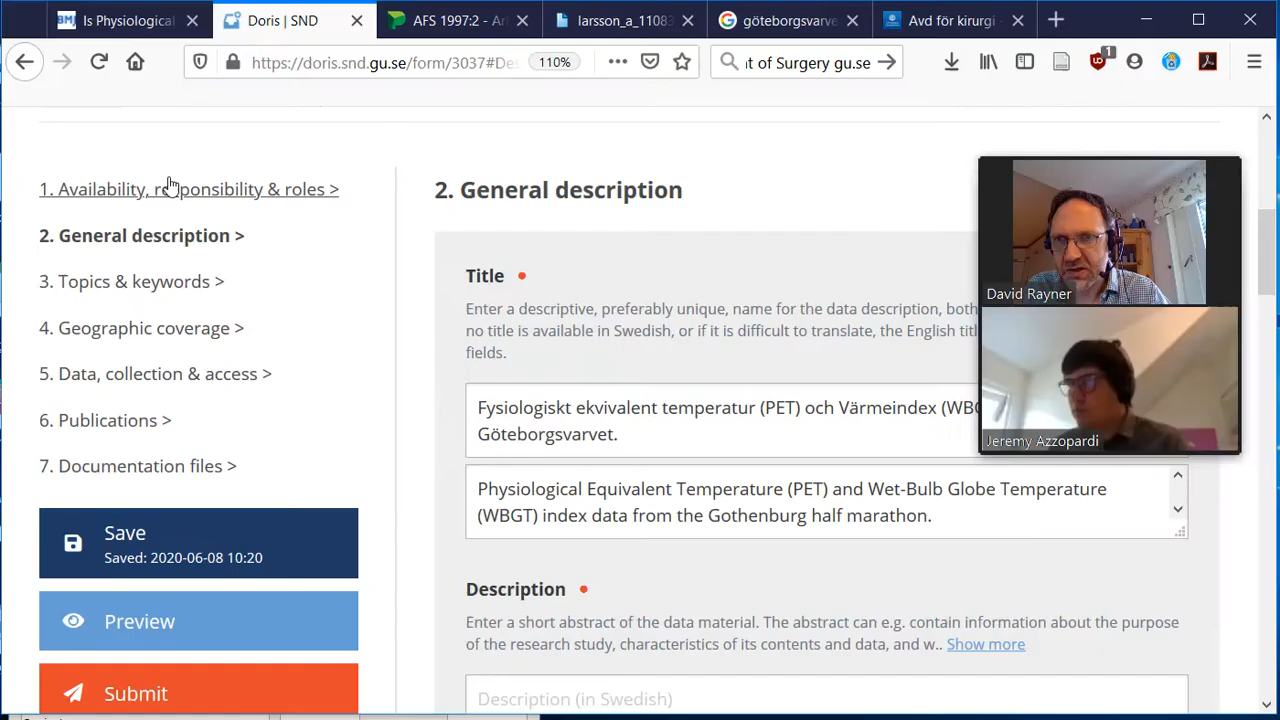 Is Physiological
Doris | SND
AFS 1997:2 - Ar
larsson_a_11083
göteborgsvarve
Avd för kirurgi -
https://doris.snd.gu.se/form/3037#De
110%
t of Surgery gu.se
1
1. Availability, responsibility & roles >
2. General description >
3. Topics & keywords >
4. Geographic coverage >
5. Data, collection & access >
6. Publications >
7. Documentation files >
Save
Saved: 2020-06-08 10:20
Preview
Submit
2. General description
Title
Enter a descriptive, preferably unique, name for the data description, both
no title is available in Swedish, or if it is difficult to translate, the English titl
fields.
Fysiologiskt ekvivalent temperatur (PET) och Värmeindex (WBG
Göteborgsvarvet.
Physiological Equivalent Temperature (PET) and Wet-Bulb Globe Temperature
(WBGT) index data from the Gothenburg half marathon.
Description
Enter a short abstract of the data material. The abstract can e.g. contain information about the purpose
of the research study, characteristics of its contents and data, and w.. Show more
Description (in Swedish)
David Rayner
Jeremy Azzopardi